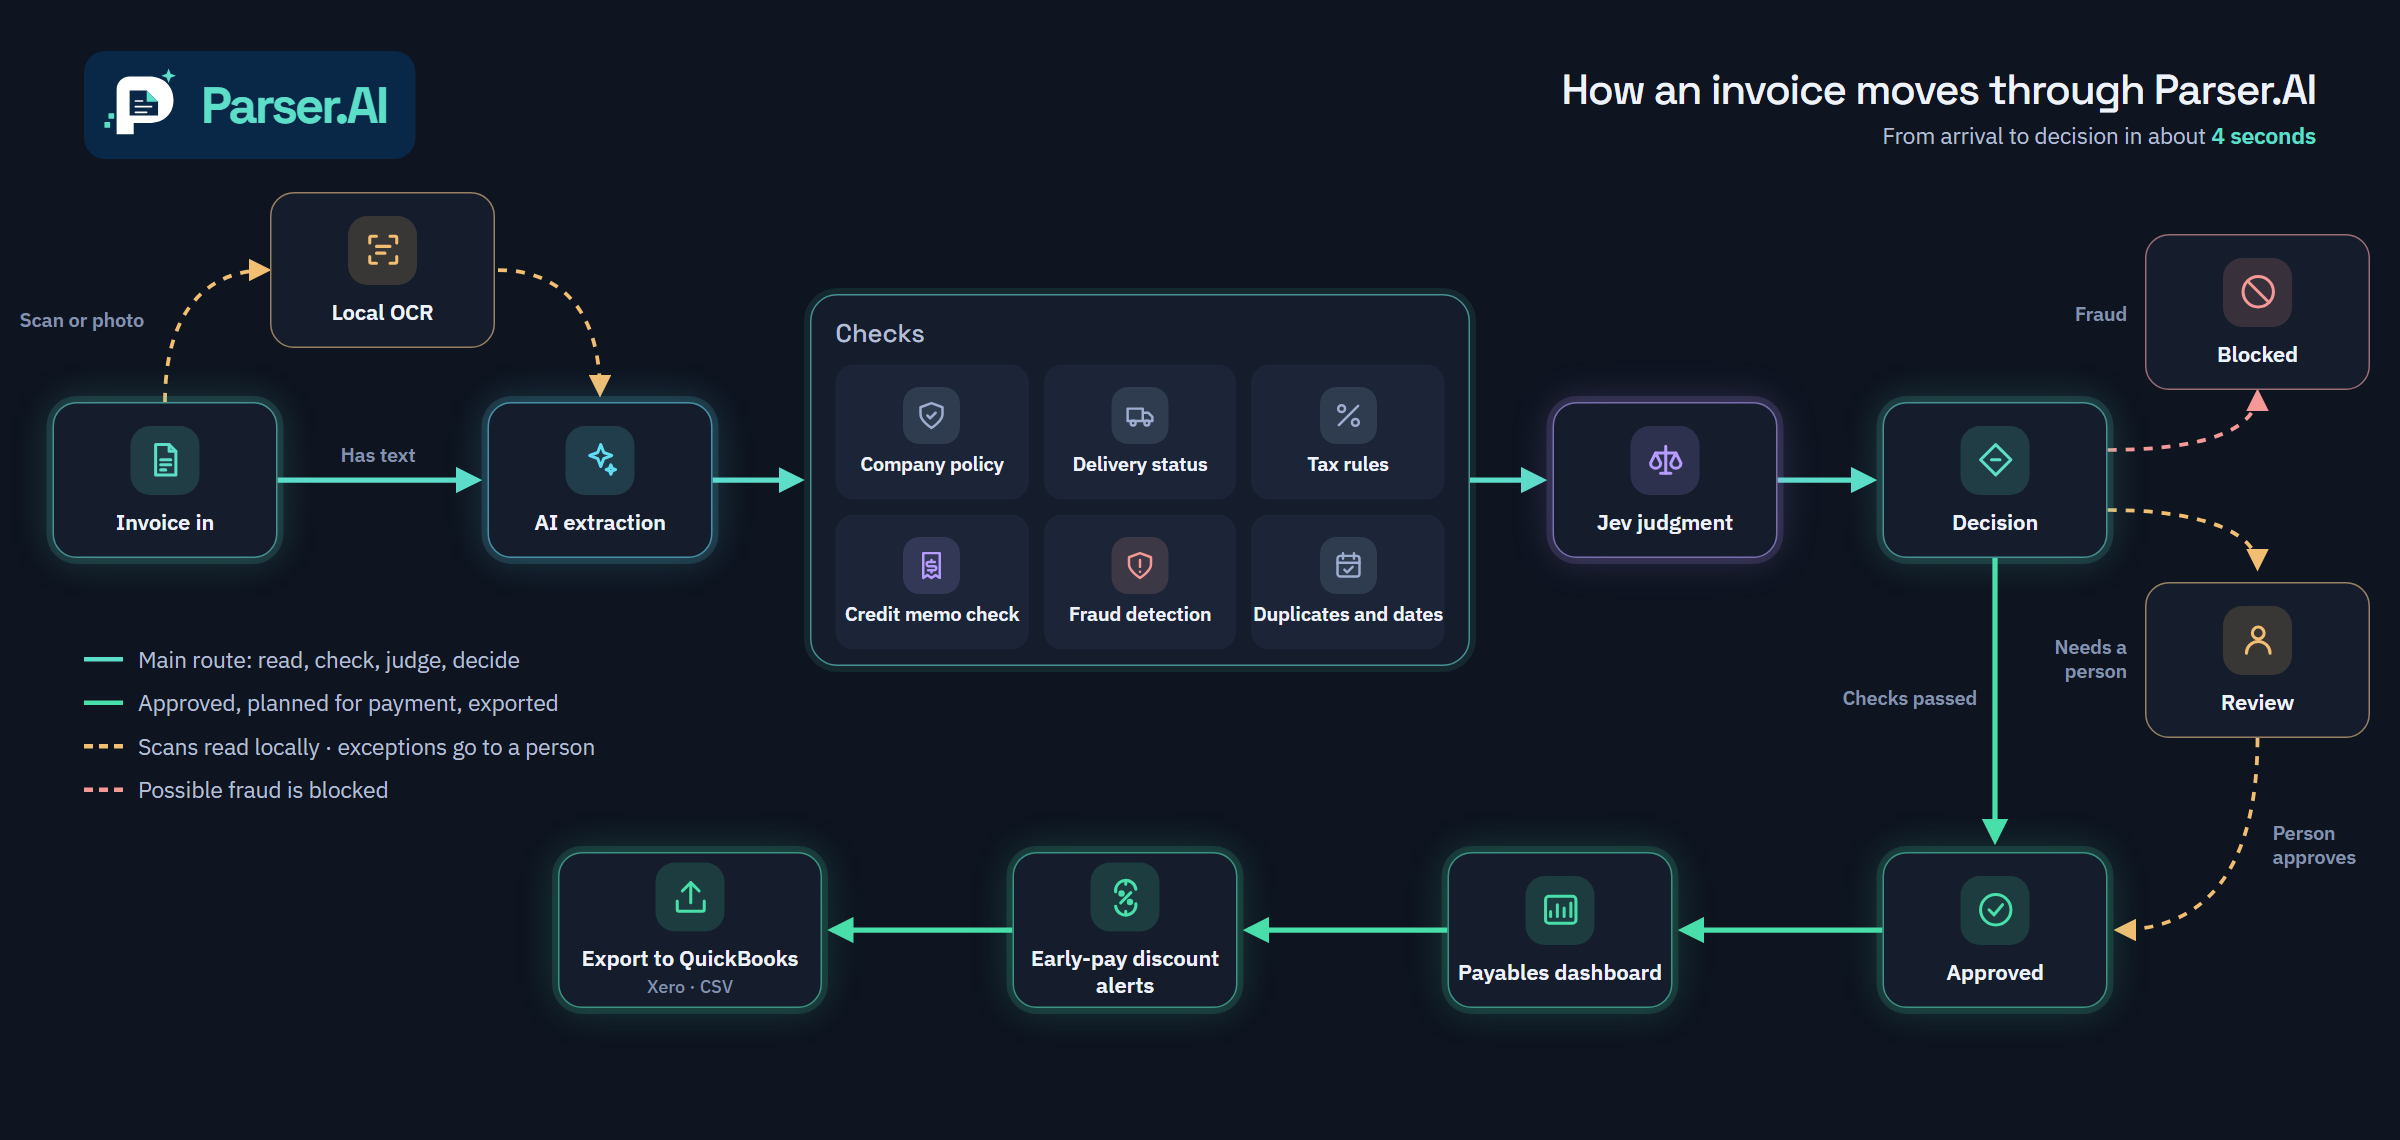 Parser.AI
How an invoice moves through Parser.AI
From arrival to decision in about 4 seconds
Local OCR
Scan or photo
Invoice in
Has text
AI extraction
Checks
Company policy
Delivery status
Tax rules
Credit memo check
Fraud detection
Duplicates and dates
Jev judgment
Decision
Fraud
Blocked
Needs a
person
Review
Checks passed
Person
approves
Main route: read, check, judge, decide
Approved, planned for payment, exported
Scans read locally · exceptions go to a person
Possible fraud is blocked
Export to QuickBooks
Xero · CSV
Early-pay discount
alerts
Payables dashboard
Approved